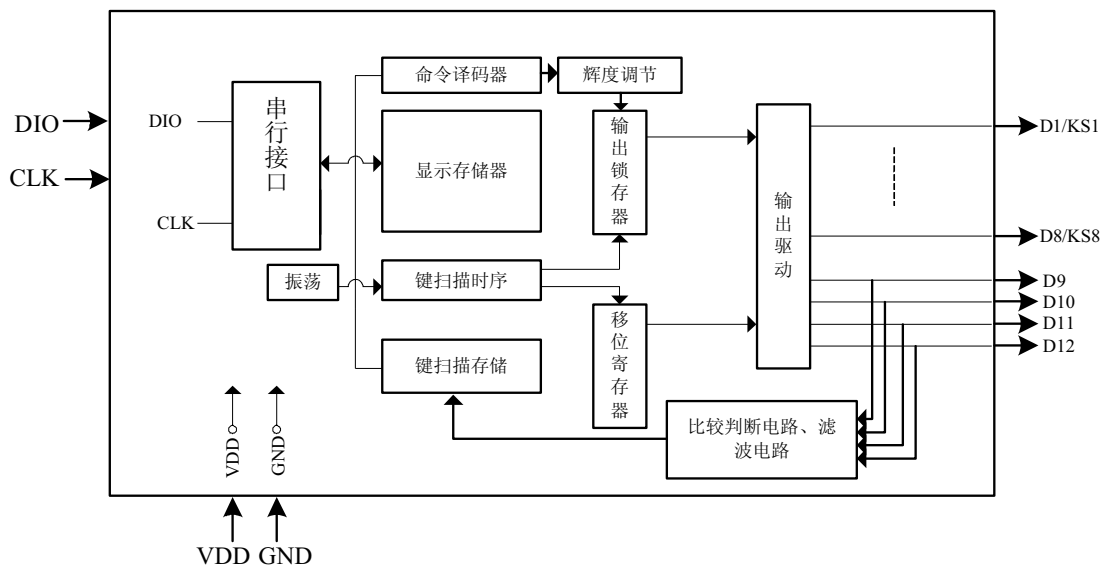 命令译码器
辉度调节
串行接口
DIO
DIO
CLK
CLK
显示存储器
输出锁存器
输出驱动
D1/KS1
D8/KS8
振荡
键扫描时序
D9
D10
D11
D12
移位寄存器
键扫描存储
比较判断电路、滤
波电路
VDD
GND
VDD
GND